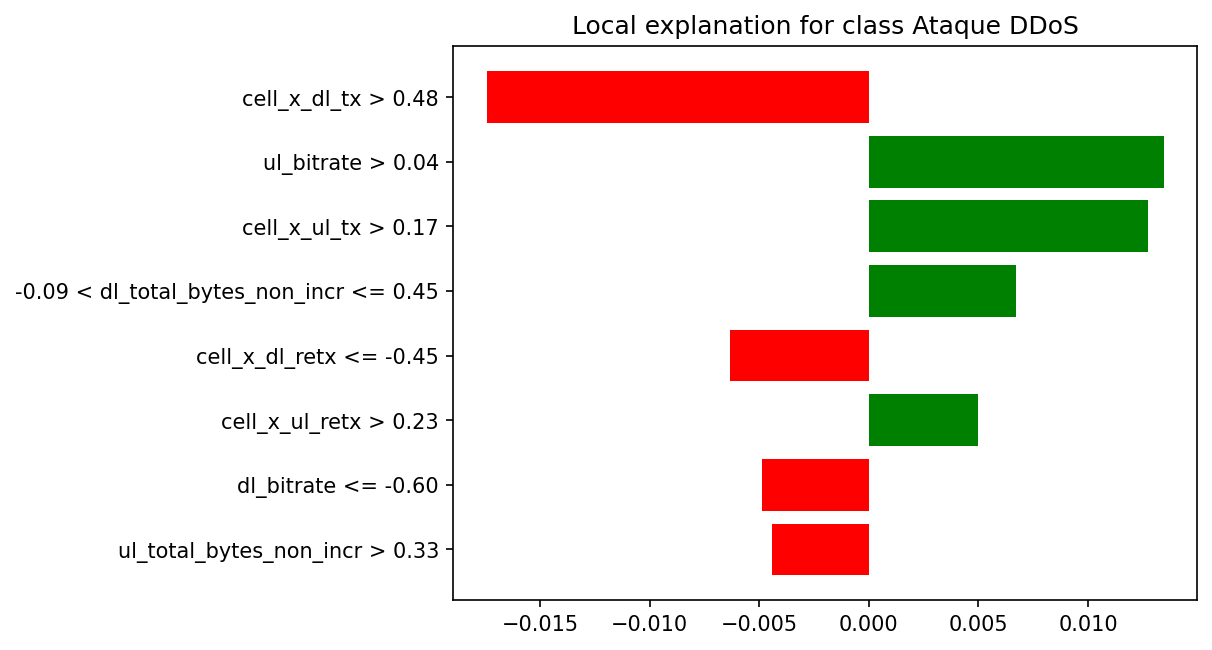 Local explanation for class Ataque DDoS
cell_x_dl_tx > 0.48
ul_bitrate > 0.04
cell_x_ul_tx > 0.17
-0.09 < dl_total_bytes_non_incr <= 0.45
cell_x_dl_retx <= -0.45
cell_x_ul_retx > 0.23
dl_bitrate <= -0.60
ul_total_bytes_non_incr > 0.33
−0.015 −0.010 −0.005 0.000 0.005 0.010